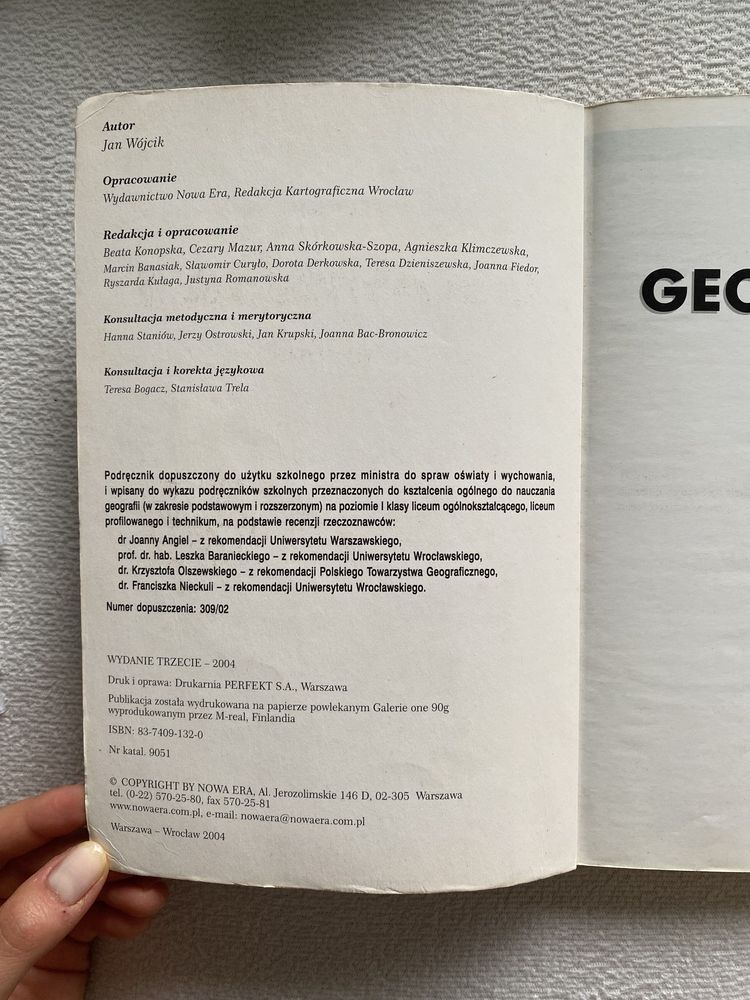 Autor
Jan Wójcik
Opracowanie
Wydawnictwo Nowa Era, Redakcja Kartograficzna Wrocław
Redakcja i opracowanie
Beata Konopska, Cezary Mazur, Anna Skórkowska-Szopa, Agnieszka Klimczewska,
Marcin Banasiak, Sławomir Curyło, Dorota Derkowska, Teresa Dzieniszewska, Joanna Fiedor,
Ryszarda Kułaga, Justyna Romanowska
Konsultacja metodyczna i merytoryczna
Hanna Staniów, Jerzy Ostrowski, Jan Krupski, Joanna Bac-Bronowicz
Konsultacja i korekta językowa
Teresa Bogacz, Stanisława Trela
Podręcznik dopuszczony do użytku szkolnego przez ministra do spraw oświaty i wychowania,
i wpisany do wykazu podręczników szkolnych przeznaczonych do kształcenia ogólnego do nauczania
geografii (w zakresie podstawowym i rozszerzonym) na poziomie I klasy liceum ogólnokształcącego, liceum
profilowanego i technikum, na podstawie recenzji rzeczoznawców:
dr Joanny Angiel – z rekomendacji Uniwersytetu Warszawskiego,
prof. dr. hab. Leszka Baranieckiego – z rekomendacji Uniwersytetu Wrocławskiego,
dr. Krzysztofa Olszewskiego – z rekomendacji Polskiego Towarzystwa Geograficznego,
dr. Franciszka Nieckuli – z rekomendacji Uniwersytetu Wrocławskiego.
Numer dopuszczenia: 309/02
WYDANIE TRZECIE – 2004
Druk i oprawa: Drukarnia PERFEKT S.A., Warszawa
Publikacja została wydrukowana na papierze powlekanym Galerie one 90g
wyprodukowanym przez M-real, Finlandia
ISBN: 83-7409-132-0
Nr katal. 9051
© COPYRIGHT BY NOWA ERA, Al. Jerozolimskie 146 D, 02-305 Warszawa
tel. (0-22) 570-25-80, fax 570-25-81
www.nowaera.com.pl, e-mail: nowaera@nowaera.com.pl
Warszawa – Wrocław 2004
GEO